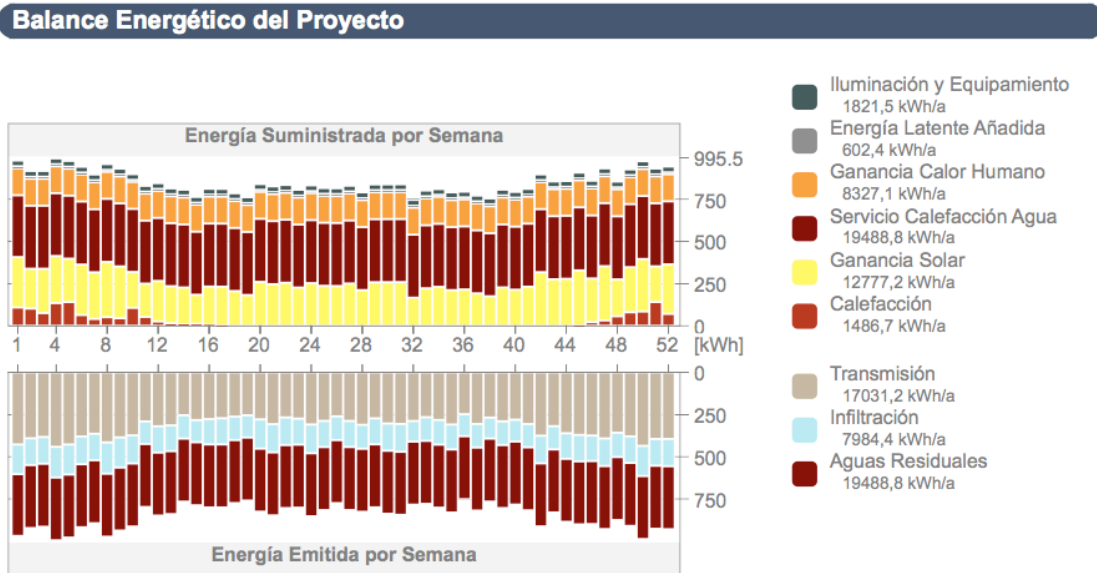 Balance Energético del Proyecto
Energía Suministrada por Semana
995.5
750
500
250
0
1 4 8 12 16 20 24 28 32 36 40 44 48 52 [kWh]
0
250
500
750
Energía Emitida por Semana
Iluminación y Equipamiento
1821,5 kWh/a
Energía Latente Añadida
602,4 kWh/a
Ganancia Calor Humano
8327,1 kWh/a
Servicio Calefacción Agua
19488,8 kWh/a
Ganancia Solar
12777,2 kWh/a
Calefacción
1486,7 kWh/a
Transmisión
17031,2 kWh/a
Infiltración
7984,4 kWh/a
Aguas Residuales
19488,8 kWh/a